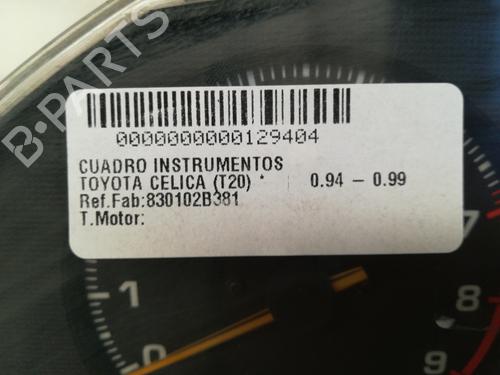 B-PARTS
0000000000129404
CUADRO INSTRUMENTOS
TOYOTA CELICA (T20) * 0.94 - 0.99
Ref.Fab:830102B381
T.Motor:
1
0
7
8
9